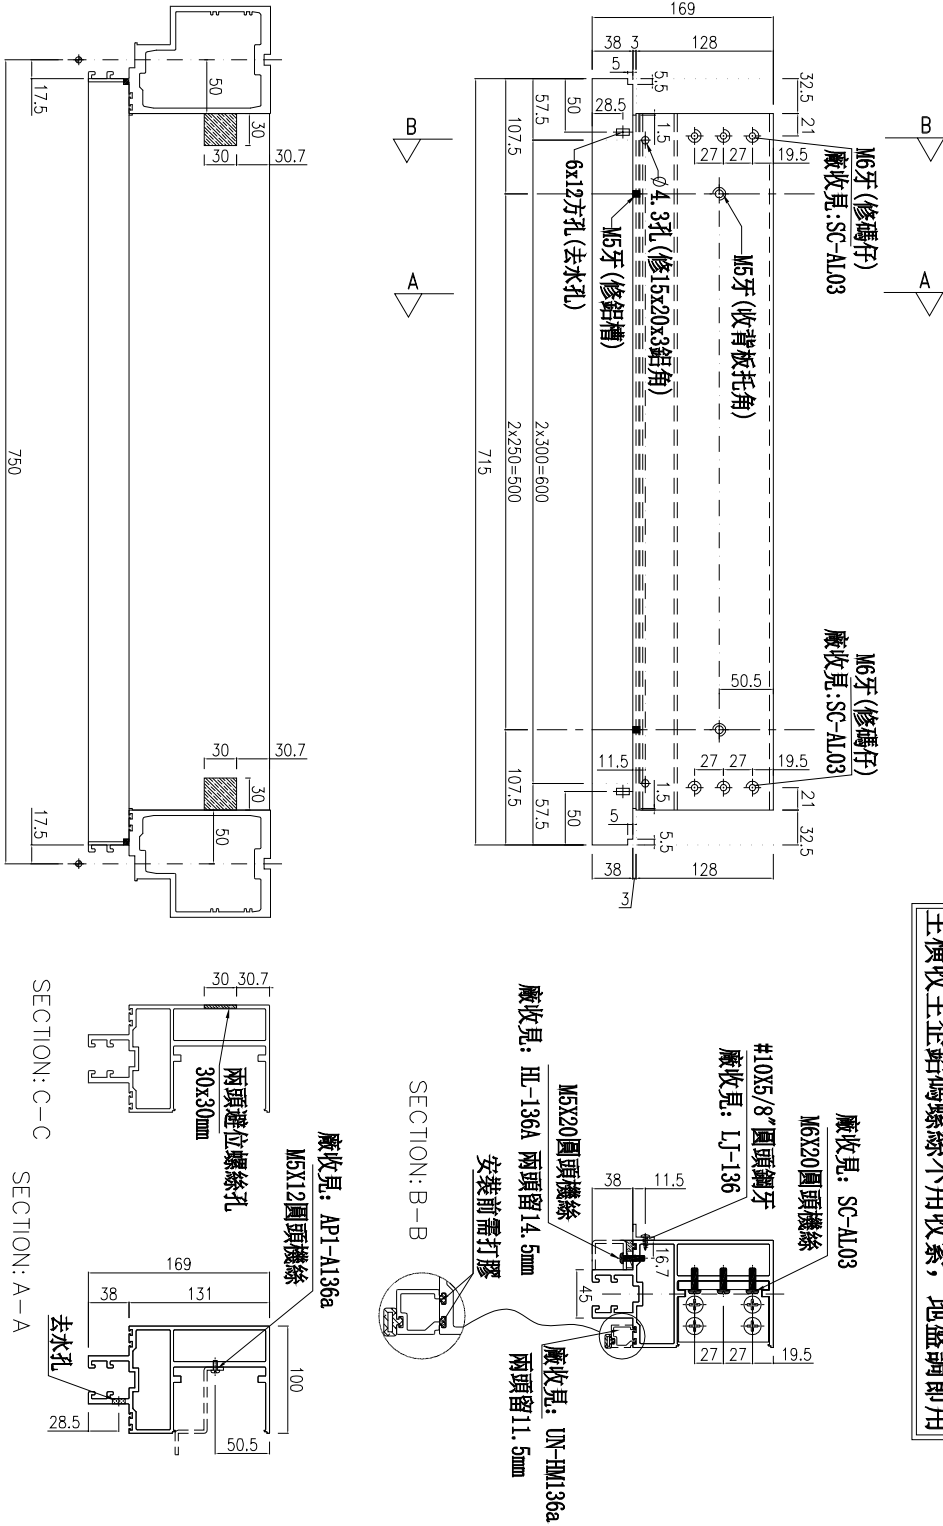 169
38
3
128
5
5.5
32.5
21
28.5
50
57.5
107.5
1.5
27
27
19.5
B
B
A
A
M6牙(修碼仔)
廠收見:SC-AL03
M5牙(收背板托角)
Ø4.3孔(修15x20x3鋁角)
M5牙(修鋁槽)
6x12方孔(去水孔)
2x300=600
2x250=500
715
M6牙(修碼仔)
廠收見:SC-AL03
50.5
27
27
19.5
11.5
1.5
21
32.5
50
57.5
107.5
5
5.5
38
3
128
17.5
50
30
30
30.7
750
30
30.7
30
17.5
50
30
30.7
兩頭避位螺絲孔
30x30mm
SECTION:C-C
廠收見: AP1-A136a
M5X12圓頭機絲
169
38
131
100
去水孔
28.5
50.5
SECTION:A-A
廠收見: SC-AL03
M6X20圓頭機絲
#10X5/8"圓頭鋼牙
廠收見: LJ-136
M5X20圓頭機絲
廠收見: HL-136A 兩頭留14.5mm
38
11.5
16.7
45
27
27
19.5
廠收見: UN-HM136a
兩頭留11.5mm
安裝前需打膠
SECTION:B-B